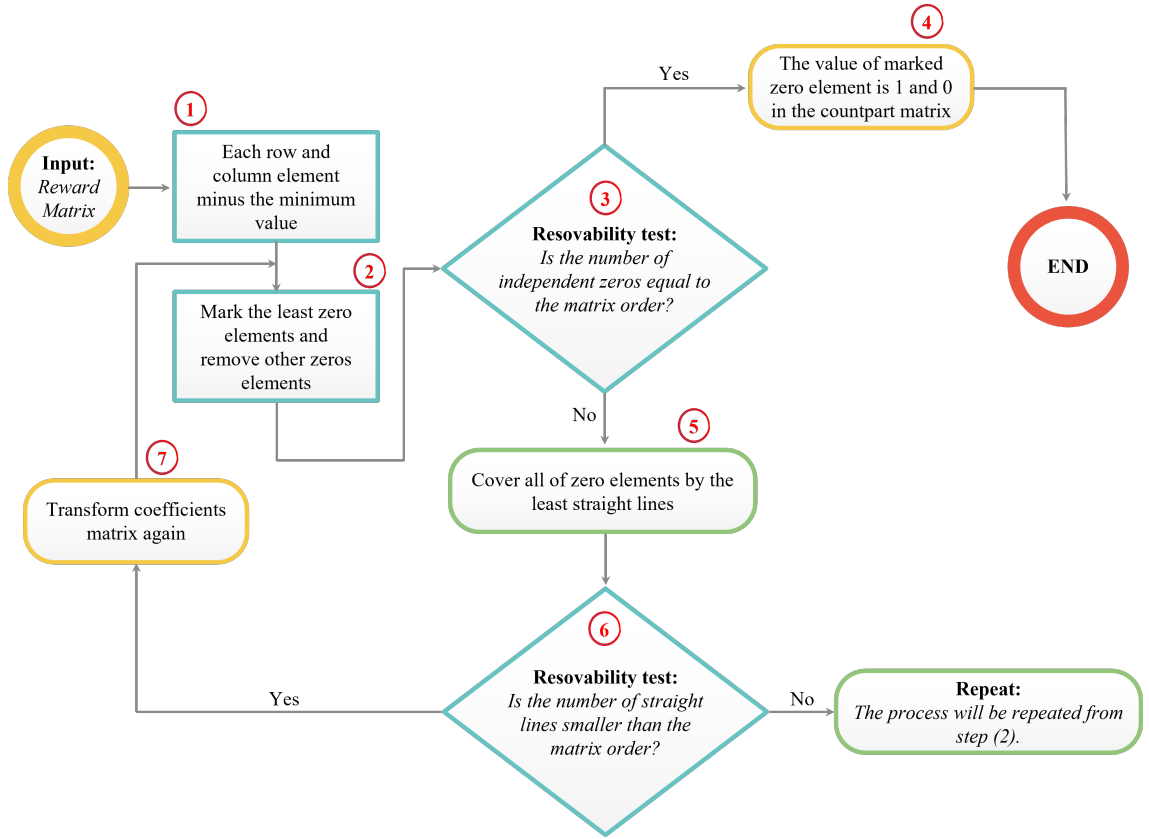 1
Input:
Reward
Matrix
Each row and
column element
minus the minimum
value
2
Mark the least zero
elements and
remove other zeros
elements
3
Resovability test:
Is the number of
independent zeros equal to
the matrix order?
Yes
4
The value of marked
zero element is 1 and 0
in the countpart matrix
END
No
5
Cover all of zero elements by the
least straight lines
6
Resovability test:
Is the number of straight
lines smaller than the
matrix order?
Yes
7
Transform coefficients
matrix again
No
Repeat:
The process will be repeated from
step (2).